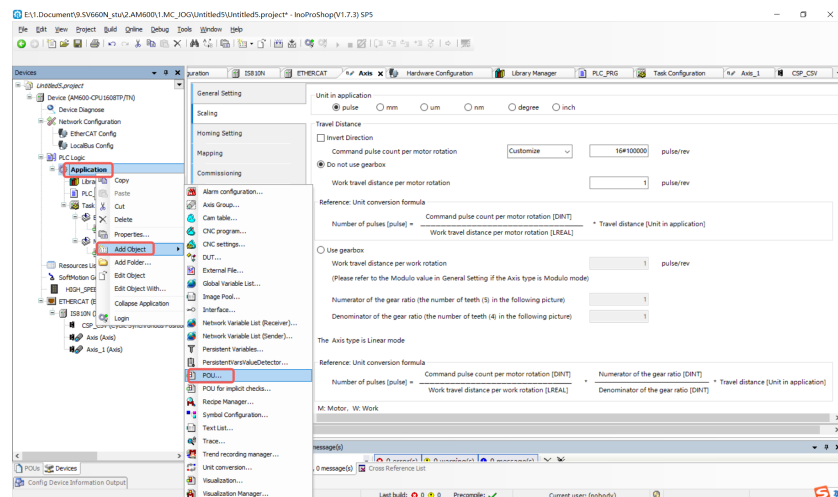 E:\1.Document\9.SV660N_stu\2.AM600\1.MC_JOG\Untitled5\Untitled5.project* - InoProShop(V1.7.3) SP5
File Edit View Project Build Online Debug Tools Window Help
Devices
guration IS810N ETHERCAT Axis Hardware Configuration Library Manager PLC_PRG Task Configuration Axis_1 CSP_CSV
Untitled5.project
Device (AM600-CPU1608TP/TN)
Device Diagnose
Network Configuration
EtherCAT Config
LocalBus Config
PLC Logic
Application
Libra
PLC_
Task
Resources Lis
SoftMotion G
HIGH_SPEE
ETHERCAT (E
IS810N (
CSP_CSV (Cyclic Synchronous Positio
Axis (Axis)
Axis_1 (Axis)
Copy
Paste
Cut
Delete
Properties...
Add Object
Add Folder...
Edit Object
Edit Object With...
Collapse Application
Login
Alarm configuration...
Axis Group...
Cam table...
CNC program...
CNC settings...
DUT...
External File...
Global Variable List...
Image Pool...
Interface...
Network Variable List (Receiver)...
Network Variable List (Sender)...
Persistent Variables...
PersistentVarsValueDetector...
POU...
POU for implicit checks...
Recipe Manager...
Symbol Configuration...
Text List...
Trace...
Trend recording manager...
Unit conversion...
Visualization...
Visualization Manager...
General Setting
Scaling
Homing Setting
Mapping
Commissioning
Unit in application
pulse mm um nm degree inch
Travel Distance
Invert Direction
Command pulse count per motor rotation Customize 16#100000 pulse/rev
Do not use gearbox
Work travel distance per motor rotation 1 pulse/rev
Reference: Unit conversion formula
Number of pulses [pulse] = Command pulse count per motor rotation [DINT]
Work travel distance per motor rotation [LREAL]
* Travel distance [Unit in application]
Use gearbox
Work travel distance per work rotation 1 pulse/rev
(Please refer to the Modulo value in General Setting if the Axis type is Modulo mode)
Numerator of the gear ratio (the number of teeth (5) in the following picture) 1
Denominator of the gear ratio (the number of teeth (4) in the following picture) 1
The Axis type is Linear mode
Reference: Unit conversion formula
Number of pulses [pulse] = Command pulse count per motor rotation [DINT] * Numerator of the gear ratio [DINT]
Work travel distance per work rotation [LREAL] Denominator of the gear ratio [DINT]
* Travel distance [Unit in application]
M: Motor, W: Work
message(s)
0 error(s) 0 warning(s) 0 message(s)
POUs Devices
, 0 message(s) Cross Reference List
Config Device Information Output
Last build: 0 0 Precompile: Current user: (nobody)